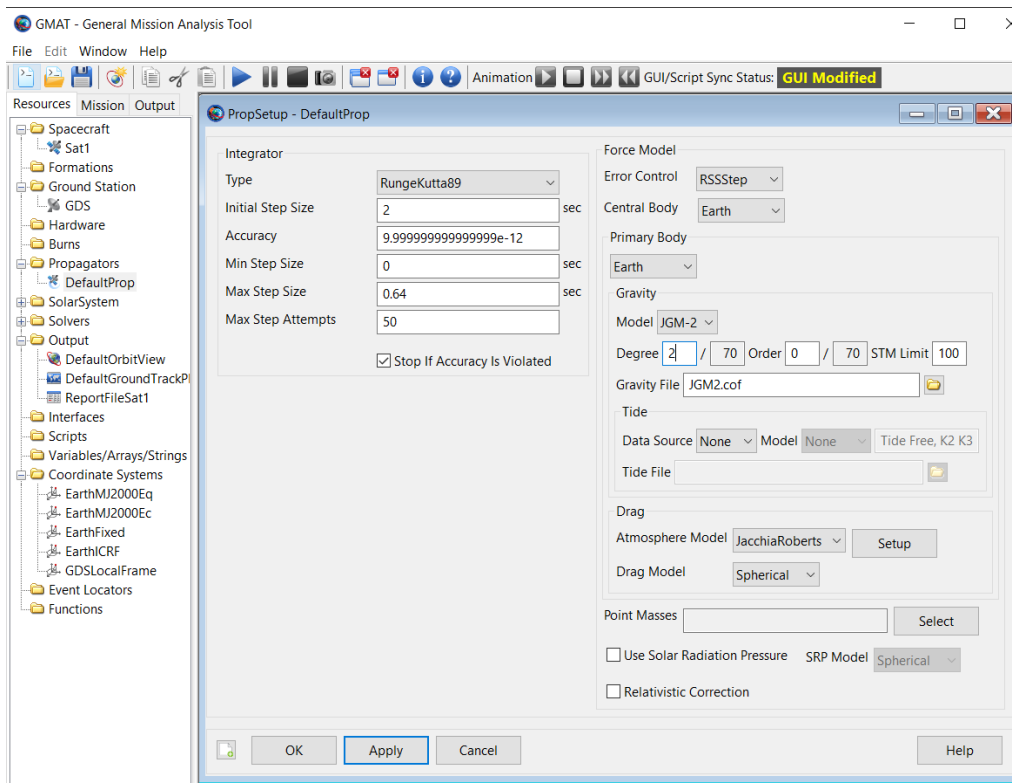 GMAT - General Mission Analysis Tool
File Edit Window Help
Animation GUI/Script Sync Status: GUI Modified
Resources Mission Output
Spacecraft
Sat1
Formations
Ground Station
GDS
Hardware
Burns
Propagators
DefaultProp
SolarSystem
Solvers
Output
DefaultOrbitView
DefaultGroundTrackPl
ReportFileSat1
Interfaces
Scripts
Variables/Arrays/Strings
Coordinate Systems
EarthMJ2000Eq
EarthMJ2000Ec
EarthFixed
EarthICRF
GDSLocalFrame
Event Locators
Functions
PropSetup - DefaultProp
Integrator
Type RungeKutta89
Initial Step Size 2 sec
Accuracy 9.999999999999999e-12
Min Step Size 0 sec
Max Step Size 0.64 sec
Max Step Attempts 50
Stop If Accuracy Is Violated
Force Model
Error Control RSSStep
Central Body Earth
Primary Body
Earth
Gravity
Model JGM-2
Degree 2 / 70 Order 0 / 70 STM Limit 100
Gravity File JGM2.cof
Tide
Data Source None Model None Tide Free, K2 K3
Tide File
Drag
Atmosphere Model JacchiaRoberts Setup
Drag Model Spherical
Point Masses Select
Use Solar Radiation Pressure SRP Model Spherical
Relativistic Correction
OK Apply Cancel Help